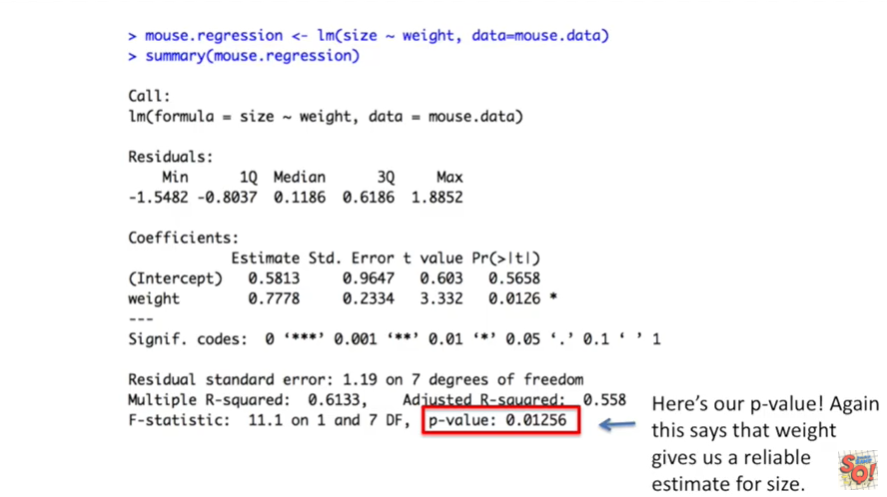 > mouse.regression <- lm(size ~ weight, data=mouse.data)
> summary(mouse.regression)
Call:
lm(formula = size ~ weight, data = mouse.data)
Residuals:
Min 1Q Median 3Q Max
-1.5482 -0.8037 0.1186 0.6186 1.8852
Coefficients:
Estimate Std. Error t value Pr(>|t|)
(Intercept) 0.5813 0.9647 0.603 0.5658
weight 0.7778 0.2334 3.332 0.0126 *
---
Signif. codes: 0 ‘***’ 0.001 ‘**’ 0.01 ‘*’ 0.05 ‘.’ 0.1 ‘ ’ 1
Residual standard error: 1.19 on 7 degrees of freedom
Multiple R-squared: 0.6133, Adjusted R-squared: 0.558
F-statistic: 11.1 on 1 and 7 DF, p-value: 0.01256
Here’s our p-value! Again
this says that weight
gives us a reliable
estimate for size.
SQ!